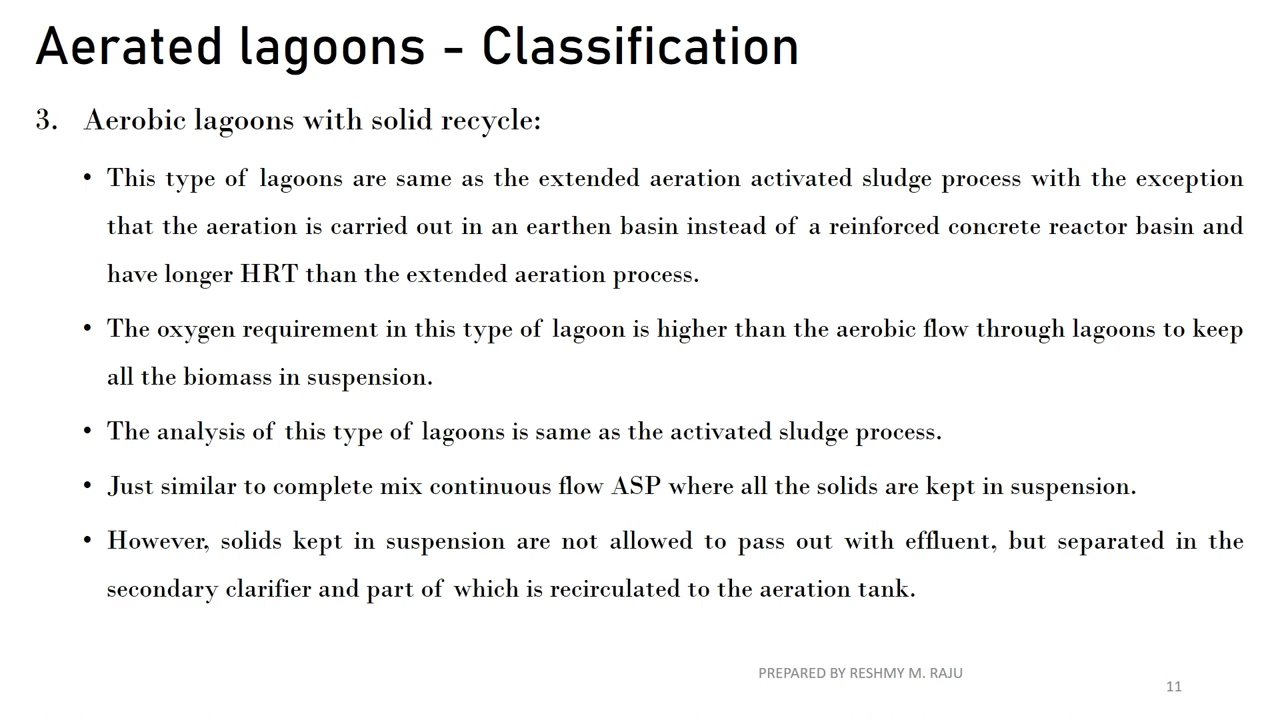 Aerated lagoons - Classification
3. Aerobic lagoons with solid recycle:
• This type of lagoons are same as the extended aeration activated sludge process with the exception
that the aeration is carried out in an earthen basin instead of a reinforced concrete reactor basin and
have longer HRT than the extended aeration process.
• The oxygen requirement in this type of lagoon is higher than the aerobic flow through lagoons to keep
all the biomass in suspension.
• The analysis of this type of lagoons is same as the activated sludge process.
• Just similar to complete mix continuous flow ASP where all the solids are kept in suspension.
• However, solids kept in suspension are not allowed to pass out with effluent, but separated in the
secondary clarifier and part of which is recirculated to the aeration tank.
PREPARED BY RESHMY M. RAJU
11